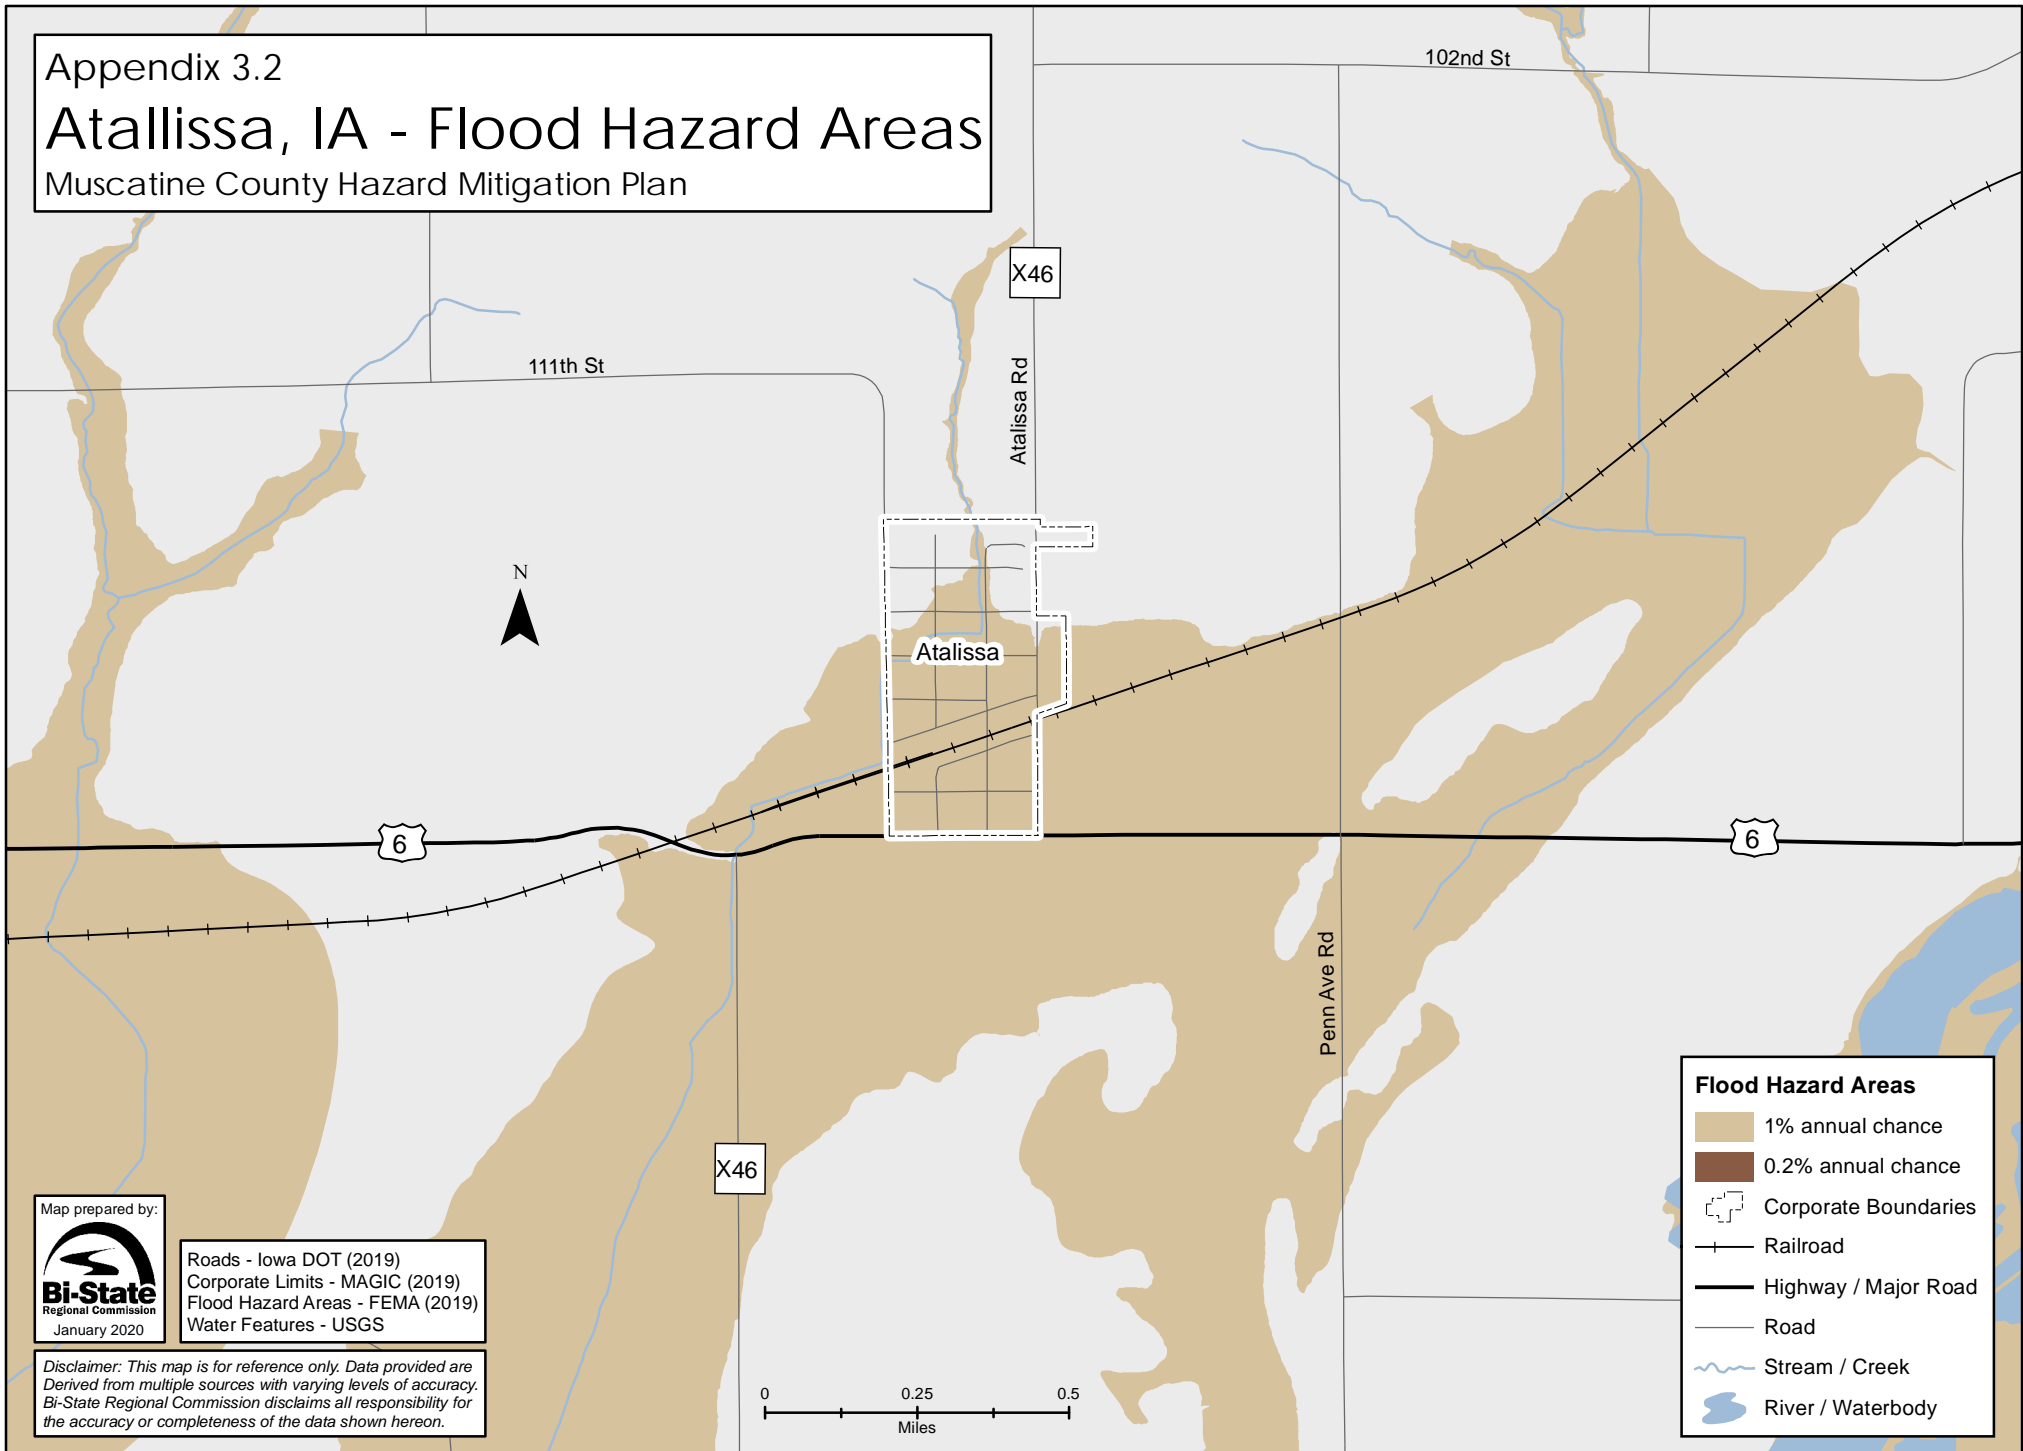 Appendix 3.2
Atallissa, IA - Flood Hazard Areas
Muscatine County Hazard Mitigation Plan
102nd St
X46
111th St
Atalissa Rd
N
Atalissa
6
6
Penn Ave Rd
X46
Flood Hazard Areas
1% annual chance
0.2% annual chance
Corporate Boundaries
Railroad
Highway / Major Road
Road
Stream / Creek
River / Waterbody
Map prepared by:
Bi-State
Regional Commission
January 2020
Roads - Iowa DOT (2019)
Corporate Limits - MAGIC (2019)
Flood Hazard Areas - FEMA (2019)
Water Features - USGS
Disclaimer: This map is for reference only. Data provided are
Derived from multiple sources with varying levels of accuracy.
Bi-State Regional Commission disclaims all responsibility for
the accuracy or completeness of the data shown hereon.
0 0.25 0.5
Miles